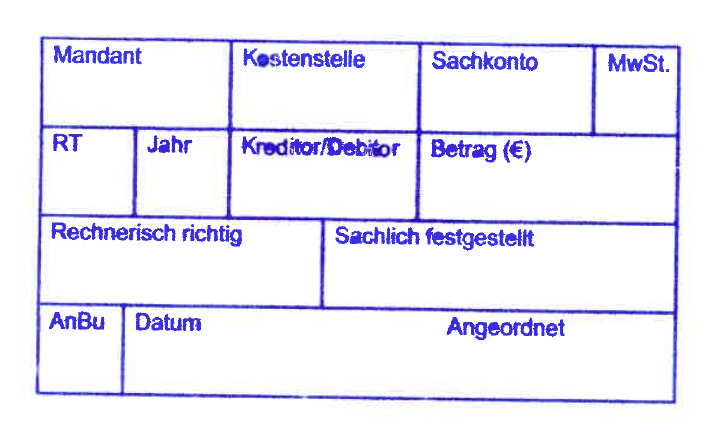 Mandant Kostenstelle Sachkonto MwSt.
RT Jahr Kreditor/Debitor Betrag (€)
Rechnerisch richtig Sachlich festgestellt
AnBu Datum Angeordnet